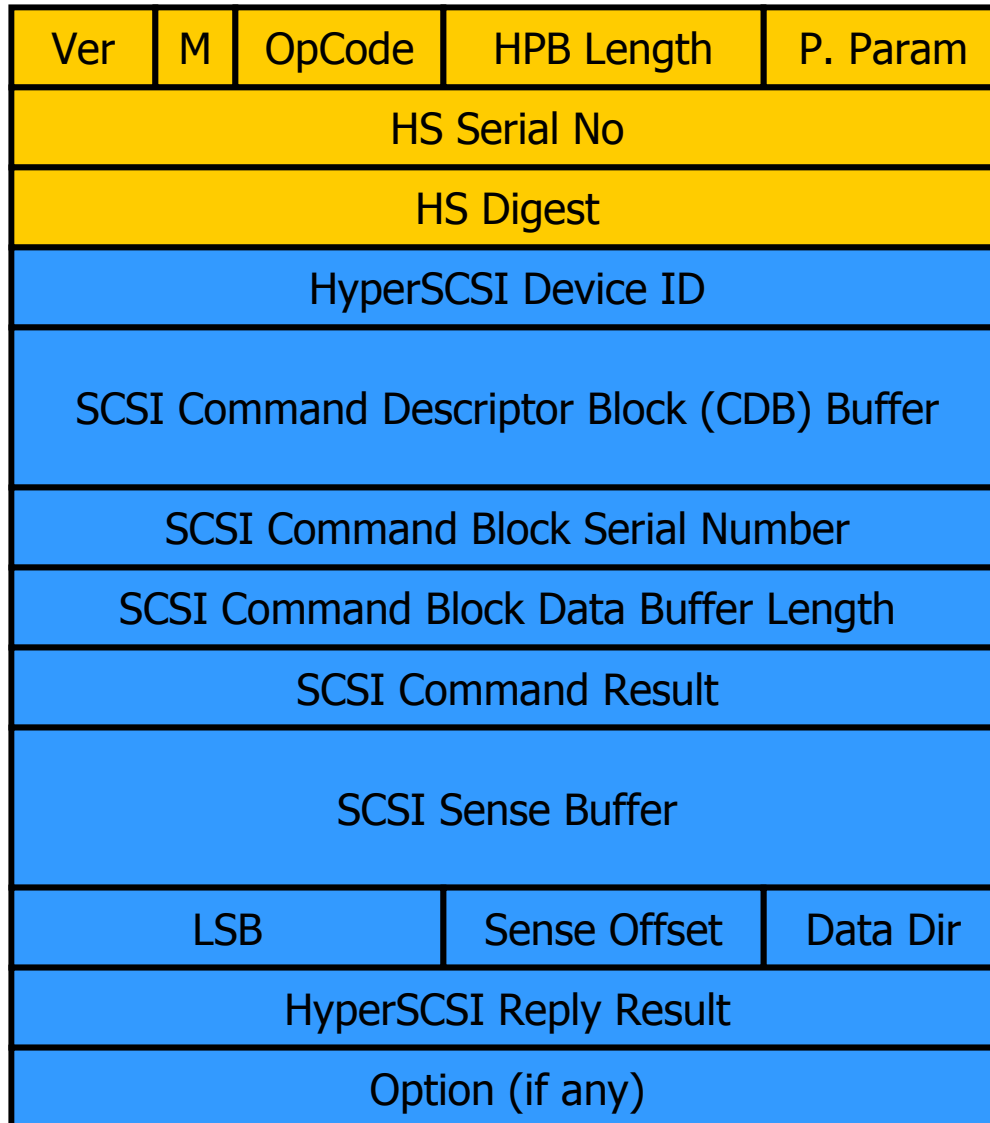 Ver M OpCode HPB Length P. Param
HS Serial No
HS Digest
HyperSCSI Device ID
SCSI Command Descriptor Block (CDB) Buffer
SCSI Command Block Serial Number
SCSI Command Block Data Buffer Length
SCSI Command Result
SCSI Sense Buffer
LSB Sense Offset Data Dir
HyperSCSI Reply Result
Option (if any)